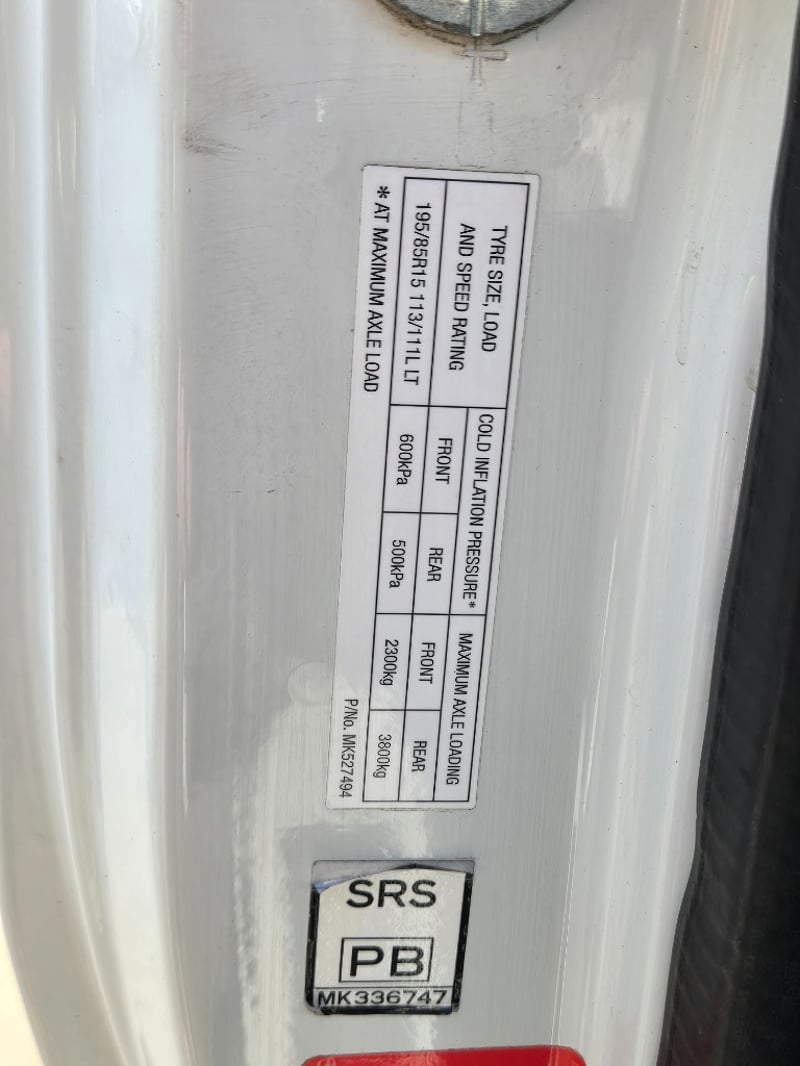 TYRE SIZE, LOAD
AND SPEED RATING
COLD INFLATION PRESSURE*
MAXIMUM AXLE LOADING
FRONT REAR FRONT REAR
195/85R15 113/111L LT 600kPa 500kPa 2300kg 3800kg
* AT MAXIMUM AXLE LOAD
P/No. MK527494
SRS
PB
MK336747